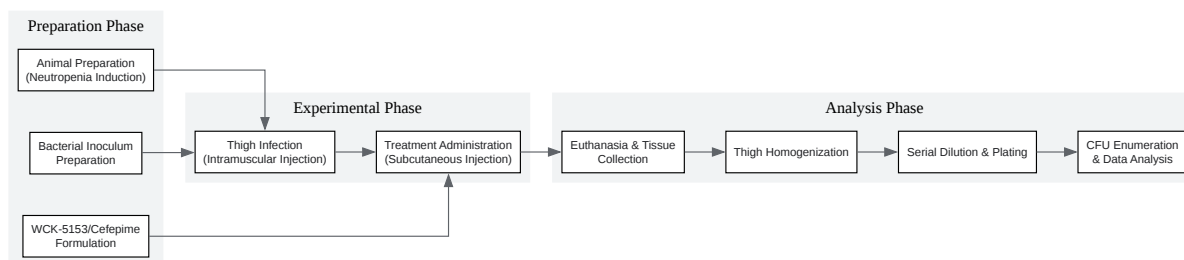 Preparation Phase
Animal Preparation
(Neutropenia Induction)
Bacterial Inoculum
Preparation
WCK-5153/Cefepime
Formulation
Experimental Phase
Thigh Infection
(Intramuscular Injection)
Treatment Administration
(Subcutaneous Injection)
Analysis Phase
Euthanasia & Tissue
Collection
Thigh Homogenization
Serial Dilution & Plating
CFU Enumeration
& Data Analysis